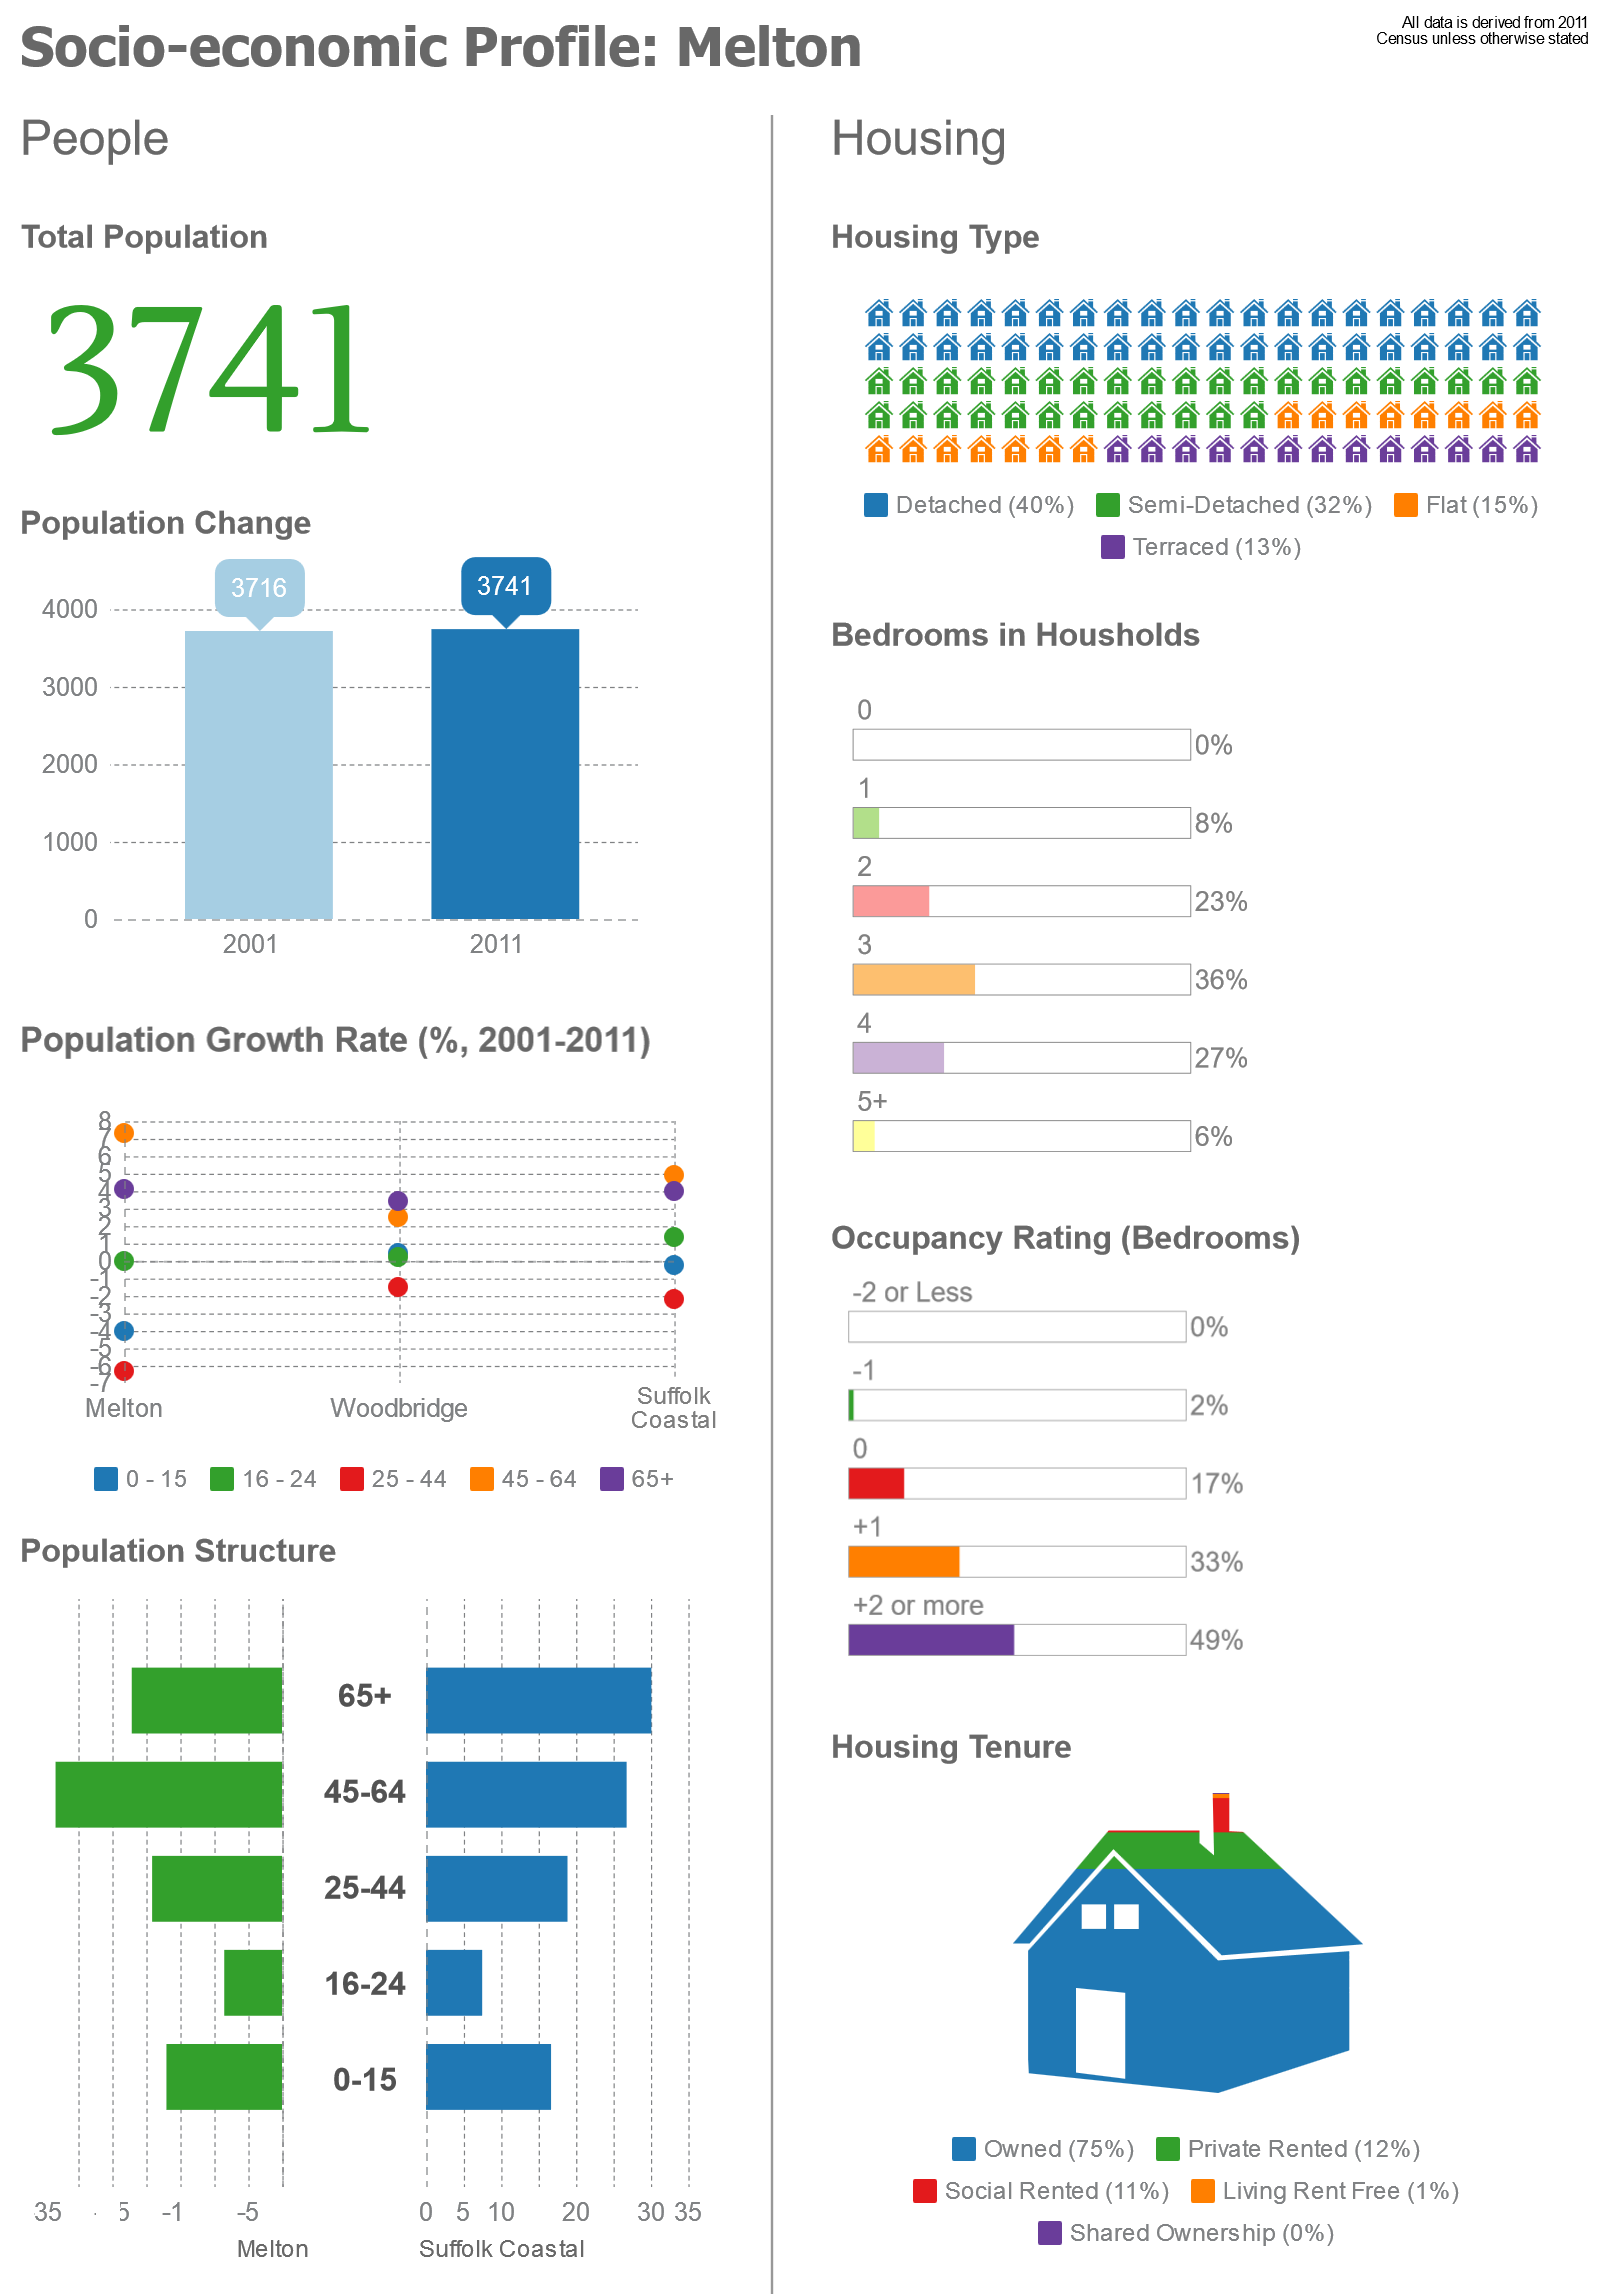 Socio-economic Profile: Melton
All data is derived from 2011
Census unless otherwise stated
People
Total Population
3741
Population Change
3716
3741
4000
3000
2000
1000
0
2001
2011
Population Growth Rate (%, 2001-2011)
8
7
6
5
4
3
2
1
0
-1
-2
-3
-4
-5
-6
-7
Melton
Woodbridge
Suffolk
Coastal
0 - 15
16 - 24
25 - 44
45 - 64
65+
Population Structure
65+
45-64
25-44
16-24
0-15
35
5
-1
-5
0
5
10
20
30
35
Melton
Suffolk Coastal
Housing
Housing Type
Detached (40%)
Semi-Detached (32%)
Flat (15%)
Terraced (13%)
Bedrooms in Housholds
0
0%
1
8%
2
23%
3
36%
4
27%
5+
6%
Occupancy Rating (Bedrooms)
-2 or Less
0%
-1
2%
0
17%
+1
33%
+2 or more
49%
Housing Tenure
Owned (75%)
Private Rented (12%)
Social Rented (11%)
Living Rent Free (1%)
Shared Ownership (0%)